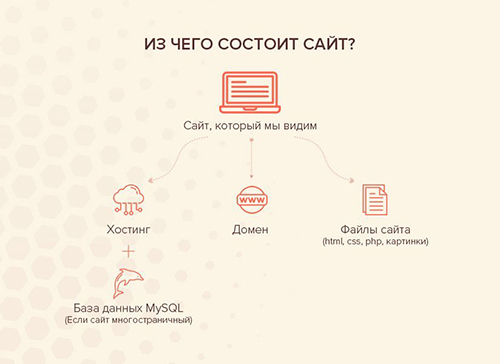 ИЗ ЧЕГО СОСТОИТ САЙТ?
Сайт, который мы видим
WWW
Хостинг
Домен
Файлы сайта
(html, css, php, картинки)
+
База данных MySQL
(Если сайт многостраничный)